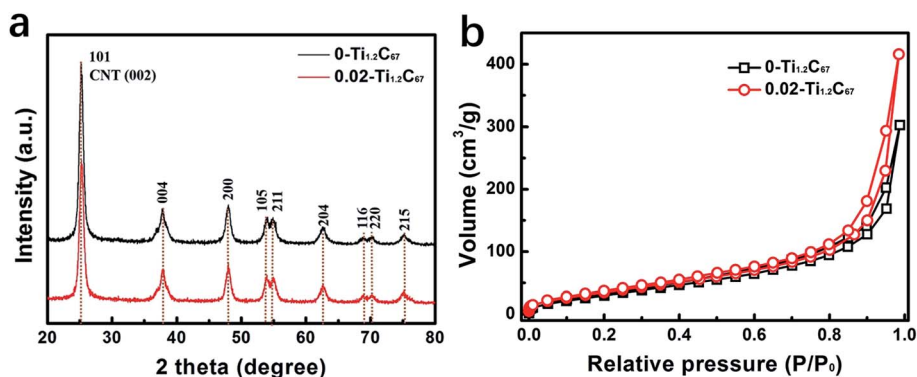 a
0-Ti₁.₂C₆₇
0.02-Ti₁.₂C₆₇
101
CNT (002)
004
200
105
211
204
116
220
215
Intensity (a.u.)
20 30 40 50 60 70 80
2 theta (degree)
b
0-Ti₁.₂C₆₇
0.02-Ti₁.₂C₆₇
Volume (cm³/g)
400
300
200
100
0
0.0 0.2 0.4 0.6 0.8 1.0
Relative pressure (P/P₀)